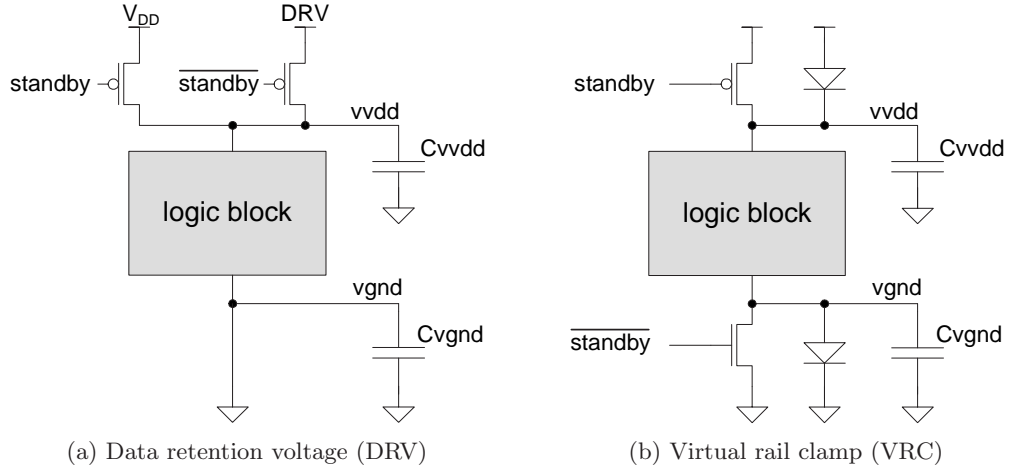 V_DD DRV
standby standby vvdd
Cvvdd
logic block
vgnd
Cvgnd
(a) Data retention voltage (DRV)
standby vvdd
Cvvdd
logic block
vgnd
standby Cvgnd
(b) Virtual rail clamp (VRC)